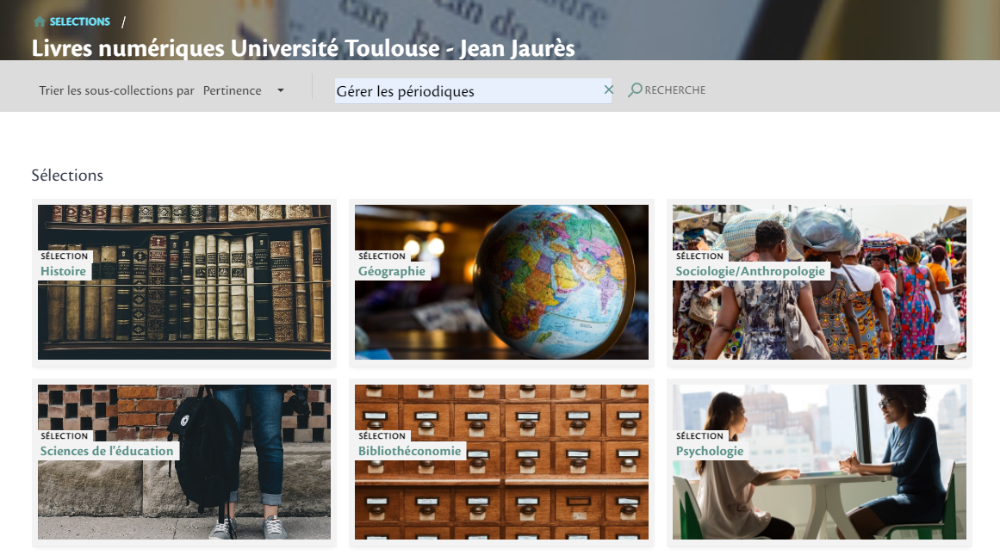 SELECTIONS /
Livres numériques Université Toulouse - Jean Jaurès
Trier les sous-collections par Pertinence
Gérer les périodiques
RECHERCHE
Sélections
SÉLECTION
Histoire
SÉLECTION
Géographie
SÉLECTION
Sociologie/Anthropologie
SÉLECTION
Sciences de l'éducation
SÉLECTION
Bibliothéconomie
SÉLECTION
Psychologie